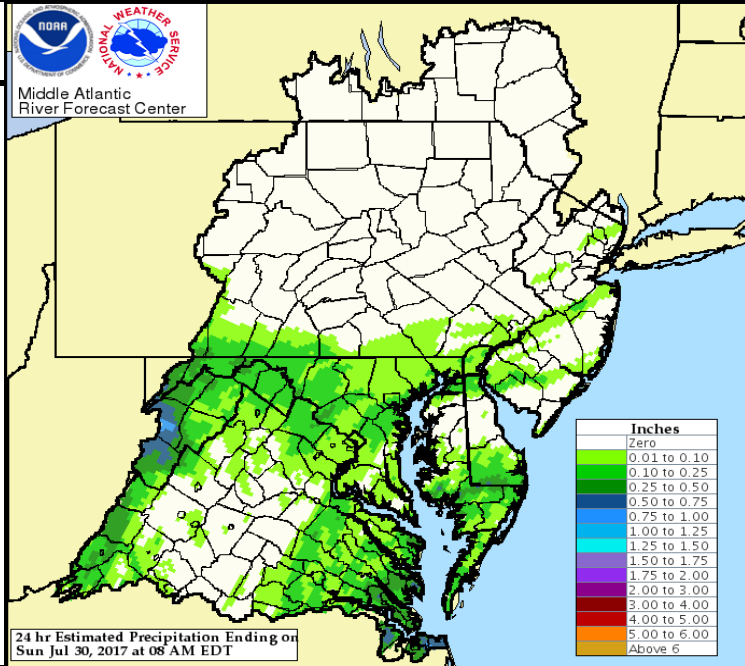 NATIONAL OCEANIC AND ATMOSPHERIC ADMINISTRATION
NOAA
U.S. DEPARTMENT OF COMMERCE
NATIONAL WEATHER SERVICE
Middle Atlantic
River Forecast Center
Inches
Zero
0.01 to 0.10
0.10 to 0.25
0.25 to 0.50
0.50 to 0.75
0.75 to 1.00
1.00 to 1.25
1.25 to 1.50
1.50 to 1.75
1.75 to 2.00
2.00 to 3.00
3.00 to 4.00
4.00 to 5.00
5.00 to 6.00
Above 6
24 hr Estimated Precipitation Ending on
Sun Jul 30, 2017 at 08 AM EDT